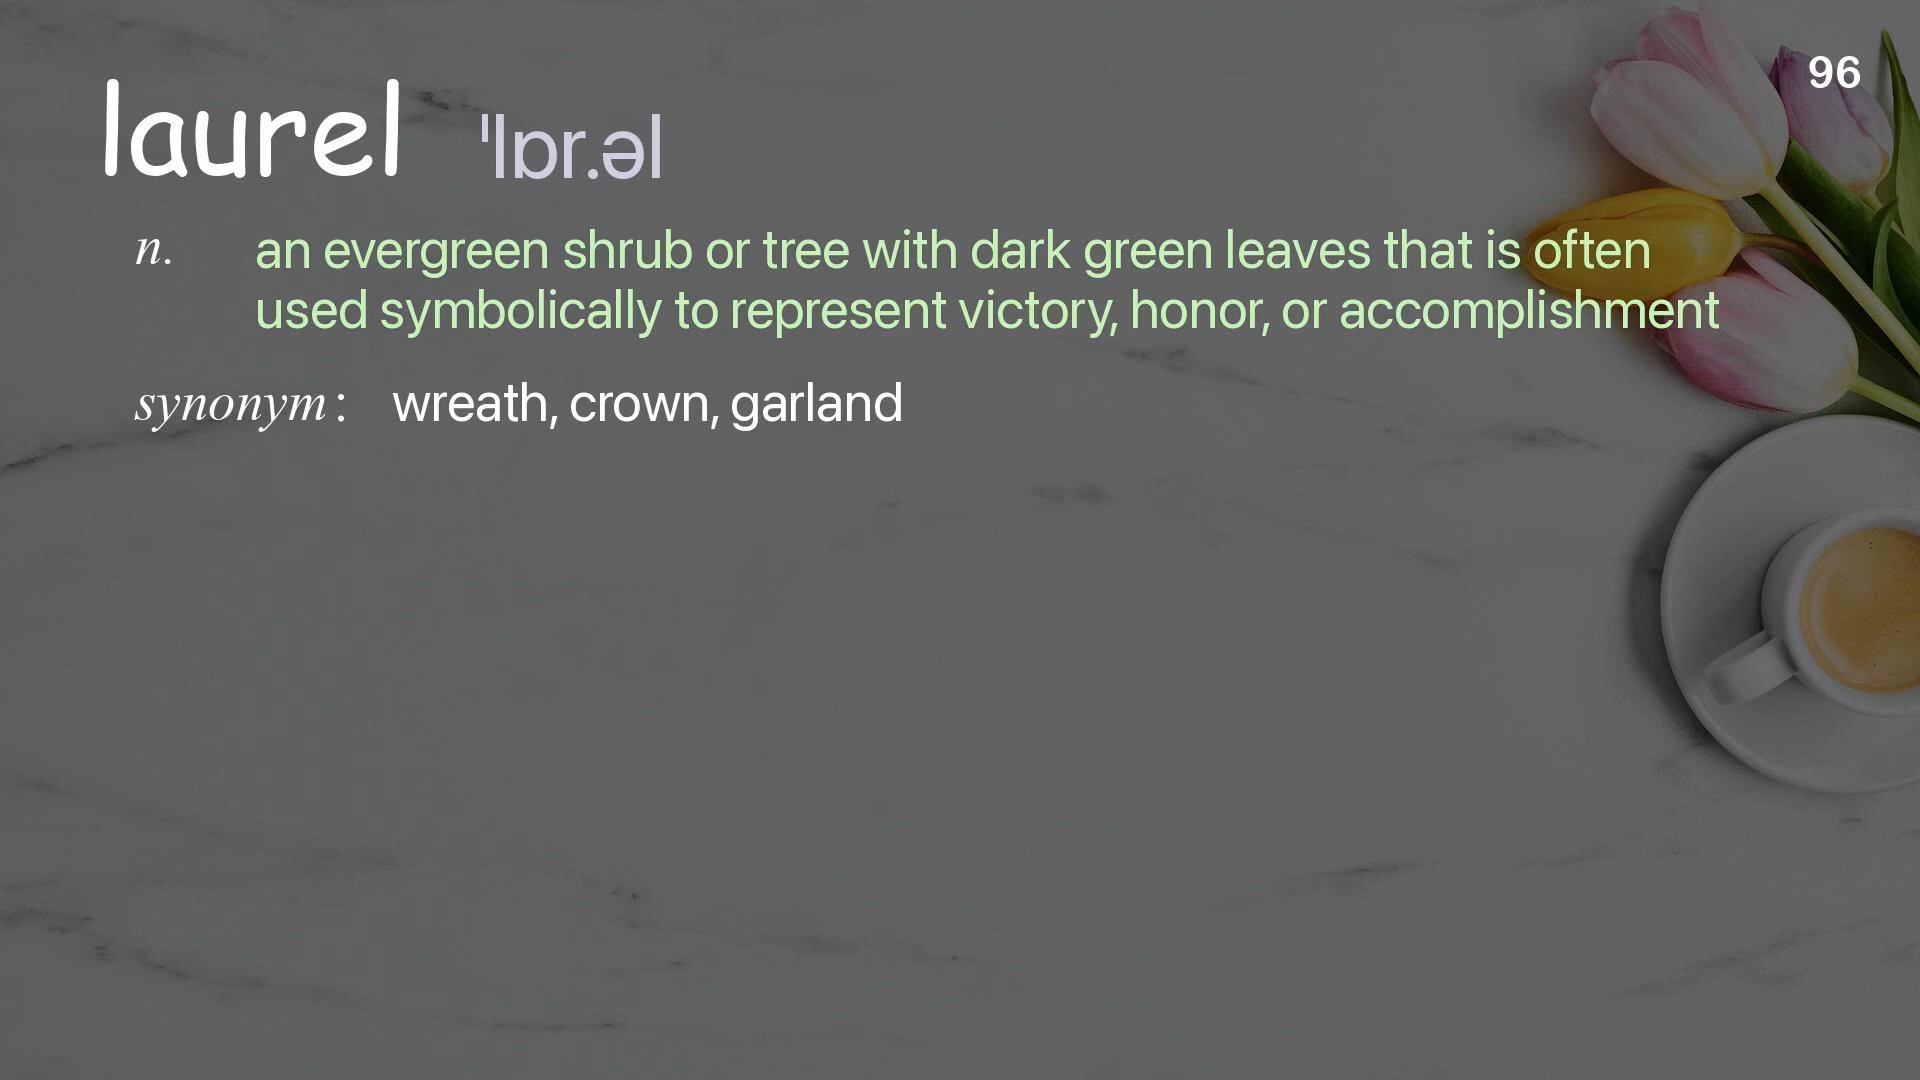 96
laurel ˈlɒr.əl
n. an evergreen shrub or tree with dark green leaves that is often
used symbolically to represent victory, honor, or accomplishment
synonym: wreath, crown, garland